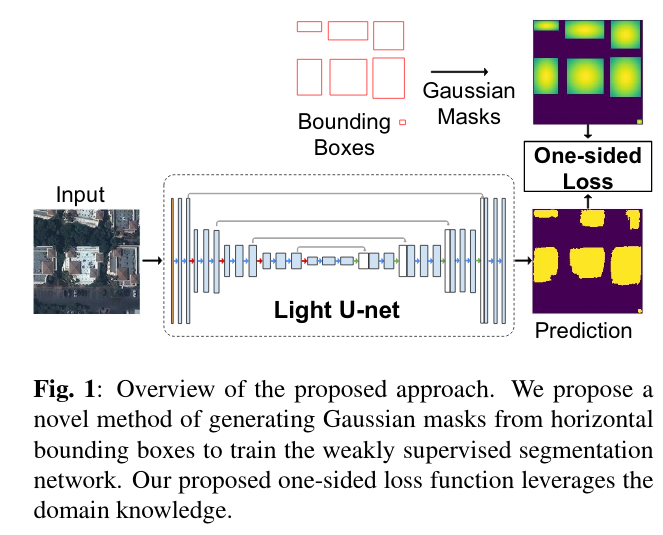 Gaussian
Masks
Bounding
Boxes
One-sided
Loss
Input
Light U-net
Prediction
Fig. 1: Overview of the proposed approach. We propose a
novel method of generating Gaussian masks from horizontal
bounding boxes to train the weakly supervised segmentation
network. Our proposed one-sided loss function leverages the
domain knowledge.